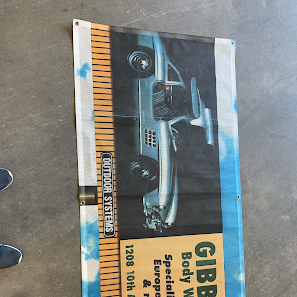 GIBB
Body W
Speciali
Europe
& r
1208 10th A
OUTDOOR SYSTEMS